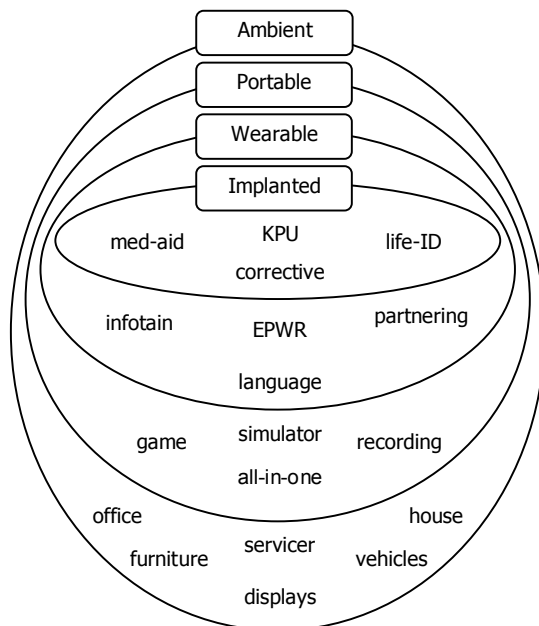 Ambient
Portable
Wearable
Implanted
med-aid KPU life-ID
corrective
infotain EPWR partnering
language
game simulator recording
all-in-one
office house
furniture servicer vehicles
displays